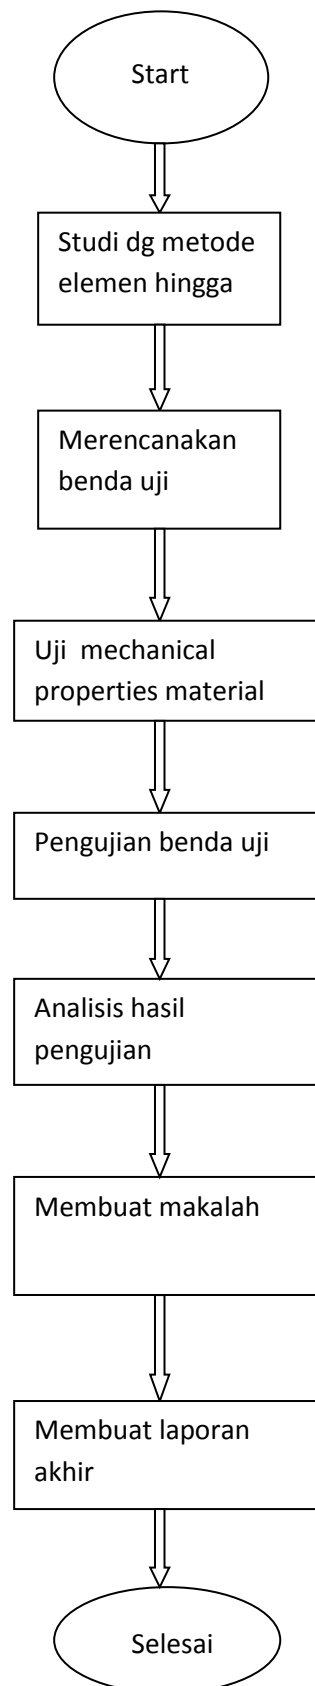 Start
Studi dg metode
elemen hingga
Merencanakan
benda uji
Uji  mechanical
properties material
Pengujian benda uji
Analisis hasil
pengujian
Membuat makalah
Membuat laporan
akhir
Selesai